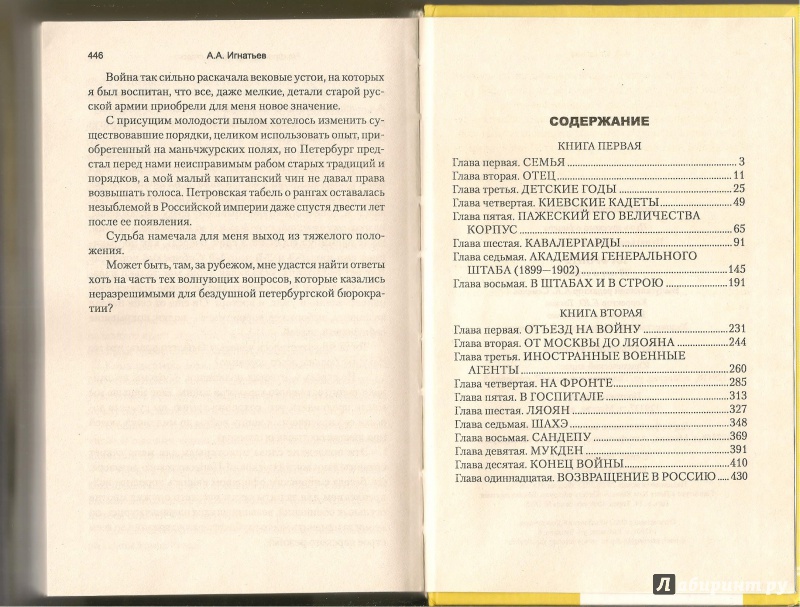 446 А.А. Игнатьев
Война так сильно раскачала вековые устои, на которых
я был воспитан, что все, даже мелкие, детали старой рус-
ской армии приобрели для меня новое значение.
С присущим молодости пылом хотелось изменить су-
ществовавшие порядки, целиком использовать опыт, при-
обретенный на маньчжурских полях, но Петербург пред-
стал перед нами неисправимым рабом старых традиций и
порядков, а мой малый капитанский чин не давал права
возвышать голоса. Петровская табель о рангах оставалась
незыблемой в Российской империи даже спустя двести лет
после ее появления.
Судьба намечала для меня выход из тяжелого поло-
жения.
Может быть, там, за рубежом, мне удастся найти ответы
хоть на часть тех волнующих вопросов, которые казались
неразрешимыми для бездушной петербургской бюрокра-
тии?
СОДЕРЖАНИЕ
КНИГА ПЕРВАЯ
Глава первая. СЕМЬЯ 3
Глава вторая. ОТЕЦ 11
Глава третья. ДЕТСКИЕ ГОДЫ 25
Глава четвертая. КИЕВСКИЕ КАДЕТЫ 49
Глава пятая. ПАЖЕСКИЙ ЕГО ВЕЛИЧЕСТВА
КОРПУС 65
Глава шестая. КАВАЛЕРГАРДЫ 91
Глава седьмая. АКАДЕМИЯ ГЕНЕРАЛЬНОГО
ШТАБА (1899—1902) 145
Глава восьмая. В ШТАБАХ И В СТРОЮ 191
КНИГА ВТОРАЯ
Глава первая. ОТЪЕЗД НА ВОЙНУ 231
Глава вторая. ОТ МОСКВЫ ДО ЛЯОЯНА 244
Глава третья. ИНОСТРАННЫЕ ВОЕННЫЕ
АГЕНТЫ 260
Глава четвертая. НА ФРОНТЕ 285
Глава пятая. В ГОСПИТАЛЕ 313
Глава шестая. ЛЯОЯН 327
Глава седьмая. ШАХЭ 348
Глава восьмая. САНДЕПУ 369
Глава девятая. МУКДЕН 391
Глава десятая. КОНЕЦ ВОЙНЫ 410
Глава одиннадцатая. ВОЗВРАЩЕНИЕ В РОССИЮ 430
Лабиринт.ру